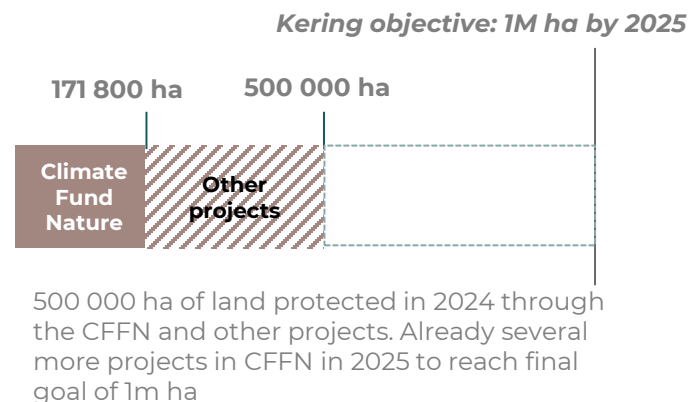 Kering objective: 1M ha by 2025
171 800 ha
500 000 ha
Climate
Fund
Nature
Other
projects
500 000 ha of land protected in 2024 through
the CFFN and other projects. Already several
more projects in CFFN in 2025 to reach final
goal of 1m ha